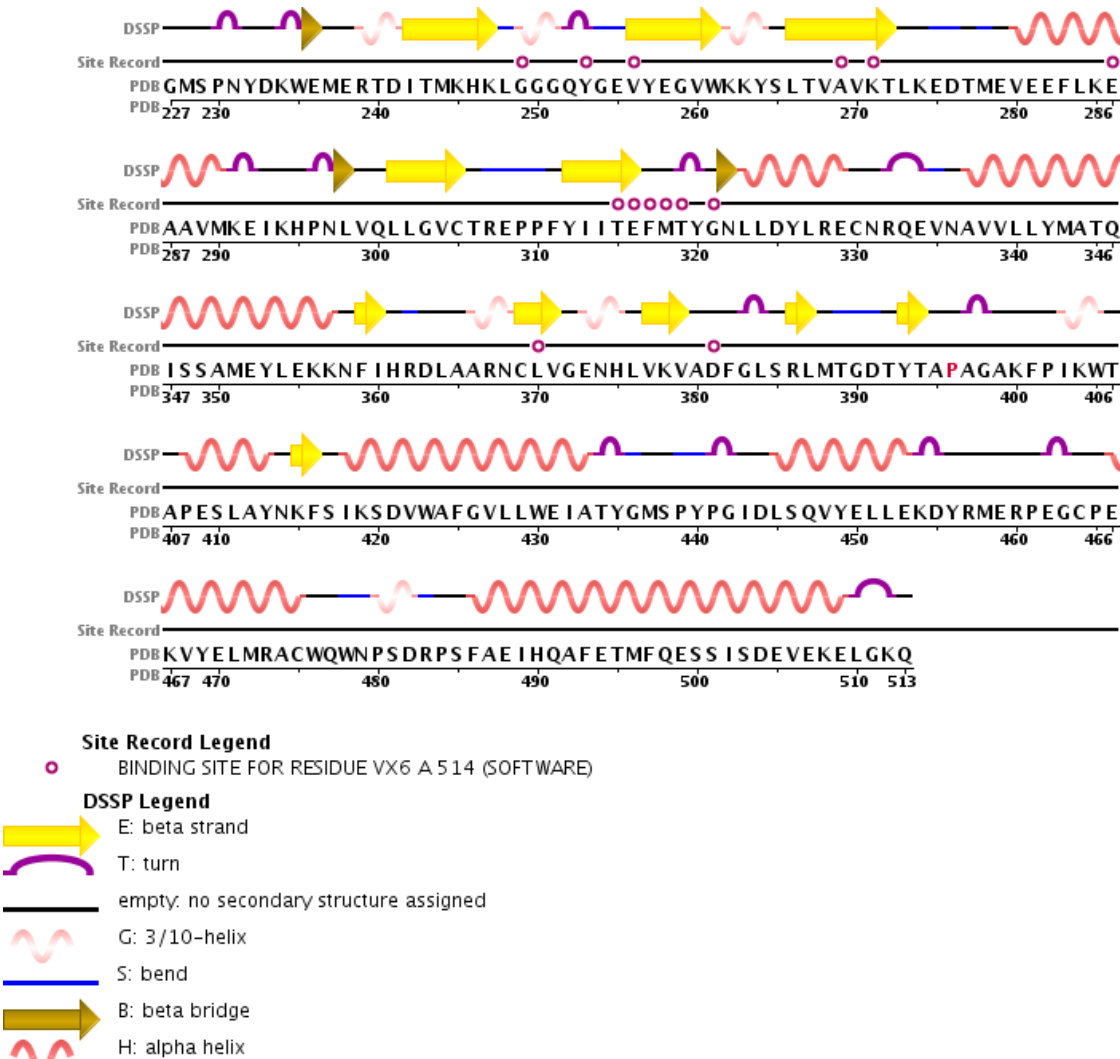 DSSP
Site Record
PDB GMSPNYDKWEMERTDITMKHKLGGGQYGEVYEGVWKKYSLTVAVKTLKEDTMEVEEFLKE
PDB 227 230 240 250 260 270 280 286
DSSP
Site Record
PDB AAVMKEIKHPNLVQLLGVCTREPPFYIITEFMTYGNLLDYLRECNRQEVNAVVLLYMATQ
PDB 287 290 300 310 320 330 340 346
DSSP
Site Record
PDB ISSAMEYLEKKNFIHRDLAARNCLVGENHLVKVADFGLSRLMTGDTYTAPAGAKFPIKWT
PDB 347 350 360 370 380 390 400 406
DSSP
Site Record
PDB APESLAYNKFSIKSDVWAFGVLLWEIATYGMSPYPGIDLSQVYELLEKDYRMERPEGCPE
PDB 407 410 420 430 440 450 460 466
DSSP
Site Record
PDB KVYELMRACWQWNPSDRPSFAEIHQAFETMFQESSISDEVEKELGKQ
PDB 467 470 480 490 500 510 513
Site Record Legend
BINDING SITE FOR RESIDUE VX6 A 514 (SOFTWARE)
DSSP Legend
E: beta strand
T: turn
empty: no secondary structure assigned
G: 3/10-helix
S: bend
B: beta bridge
H: alpha helix